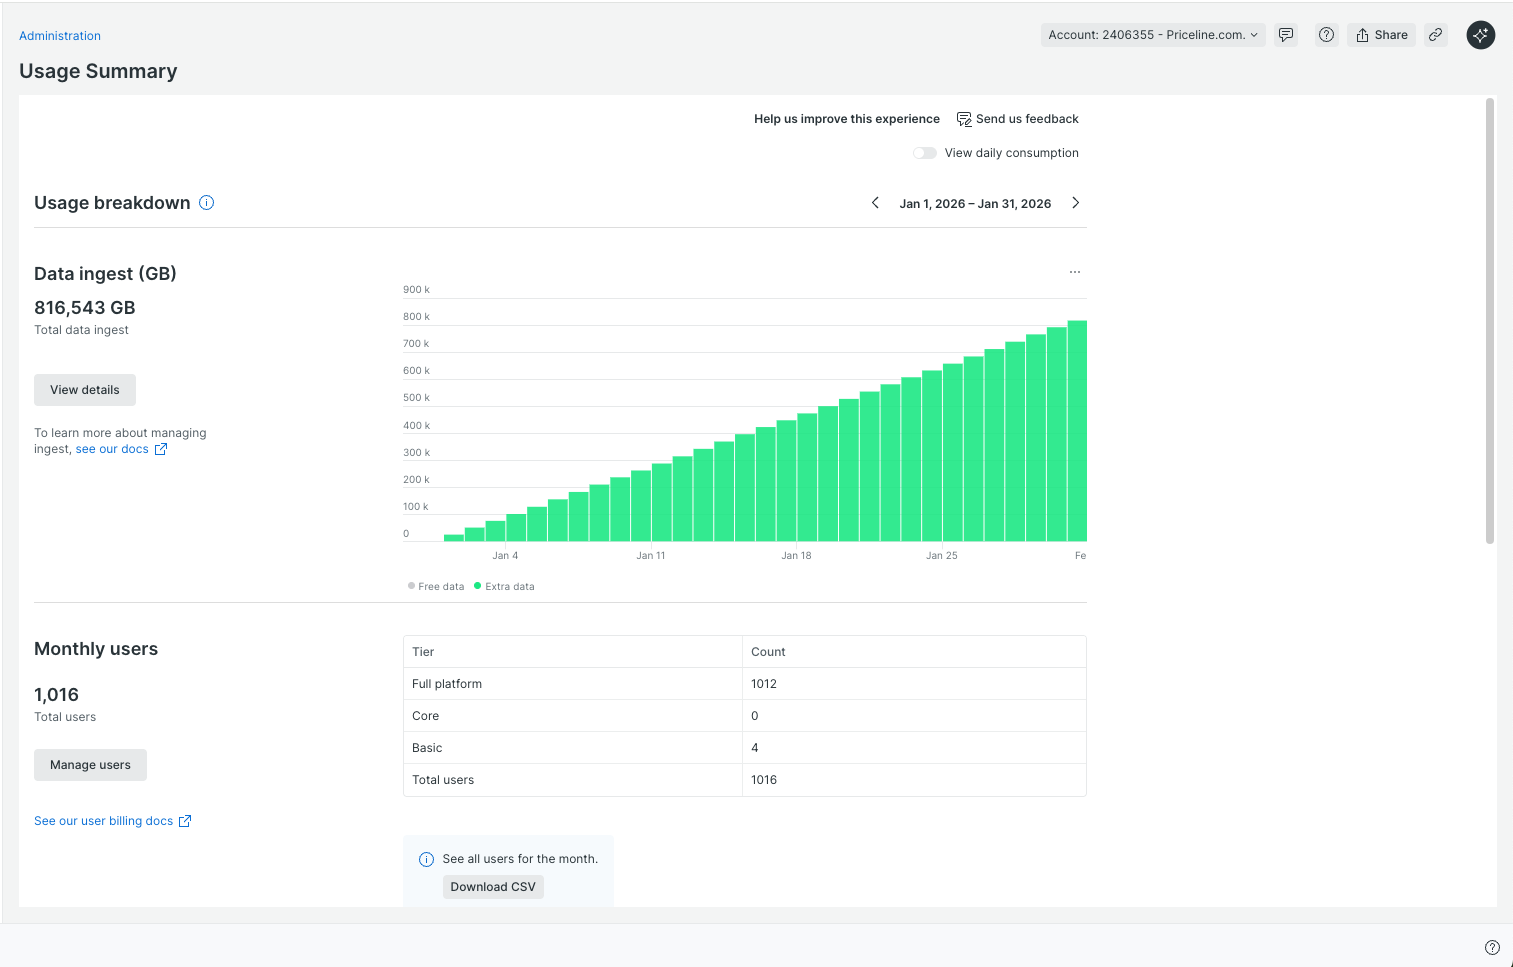 Administration
Account: 2406355 - Priceline.com.
Share
Usage Summary
Help us improve this experience
Send us feedback
View daily consumption
Usage breakdown
Jan 1, 2026 – Jan 31, 2026
Data ingest (GB)
816,543 GB
Total data ingest
View details
To learn more about managing
ingest, see our docs
900 k
800 k
700 k
600 k
500 k
400 k
300 k
200 k
100 k
0
Jan 4
Jan 11
Jan 18
Jan 25
Fe
Free data
Extra data
Monthly users
1,016
Total users
Manage users
See our user billing docs
Tier Count
Full platform 1012
Core 0
Basic 4
Total users 1016
See all users for the month.
Download CSV